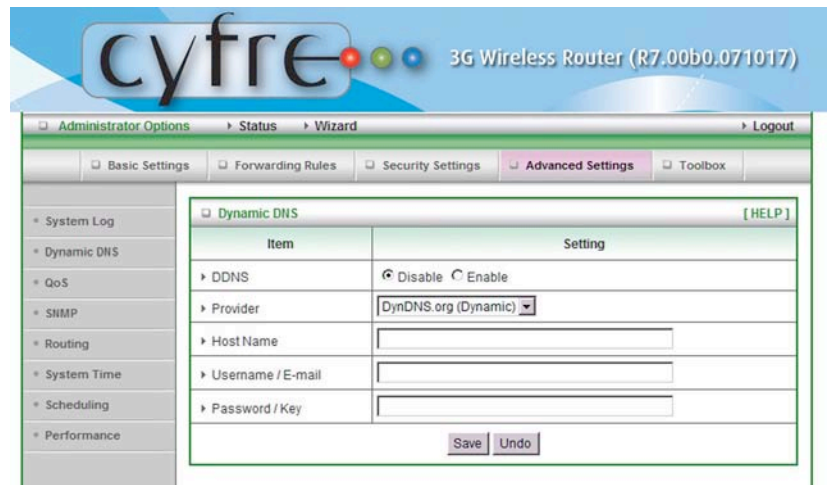 cyfre
3G Wireless Router (R7.00b0.071017)
Administrator Options Status Wizard Logout
Basic Settings Forwarding Rules Security Settings Advanced Settings Toolbox
System Log
Dynamic DNS
QoS
SNMP
Routing
System Time
Scheduling
Performance
Dynamic DNS [HELP]
Item Setting
DDNS Disable Enable
Provider DynDNS.org (Dynamic)
Host Name
Username / E-mail
Password / Key
Save Undo